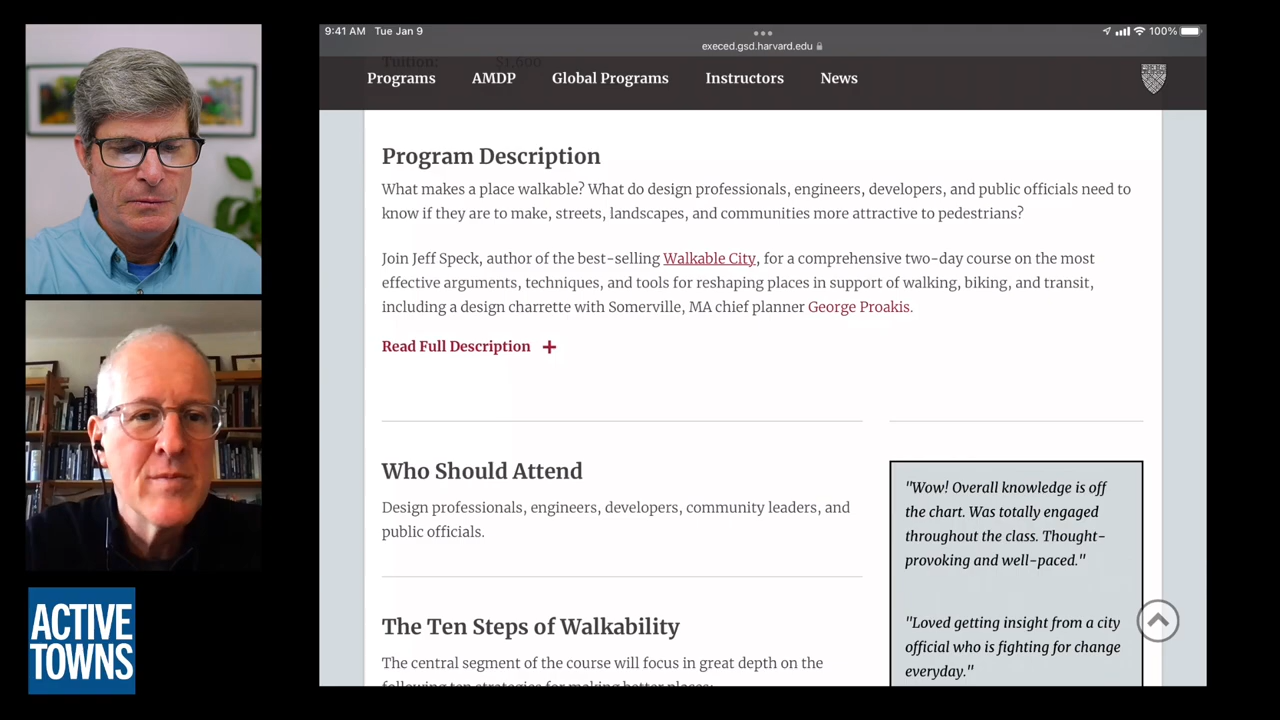 9:41 AM Tue Jan 9
100%
execed.gsd.harvard.edu
Tuition: $1,600
Programs AMDP Global Programs Instructors News
Program Description
What makes a place walkable? What do design professionals, engineers, developers, and public officials need to
know if they are to make, streets, landscapes, and communities more attractive to pedestrians?
Join Jeff Speck, author of the best-selling Walkable City, for a comprehensive two-day course on the most
effective arguments, techniques, and tools for reshaping places in support of walking, biking, and transit,
including a design charrette with Somerville, MA chief planner George Proakis.
Read Full Description +
Who Should Attend
Design professionals, engineers, developers, community leaders, and
public officials.
The Ten Steps of Walkability
The central segment of the course will focus in great depth on the
following ten strategies for making better places:
"Wow! Overall knowledge is off
the chart. Was totally engaged
throughout the class. Thought-
provoking and well-paced."
"Loved getting insight from a city
official who is fighting for change
everyday."
ACTIVE
TOWNS